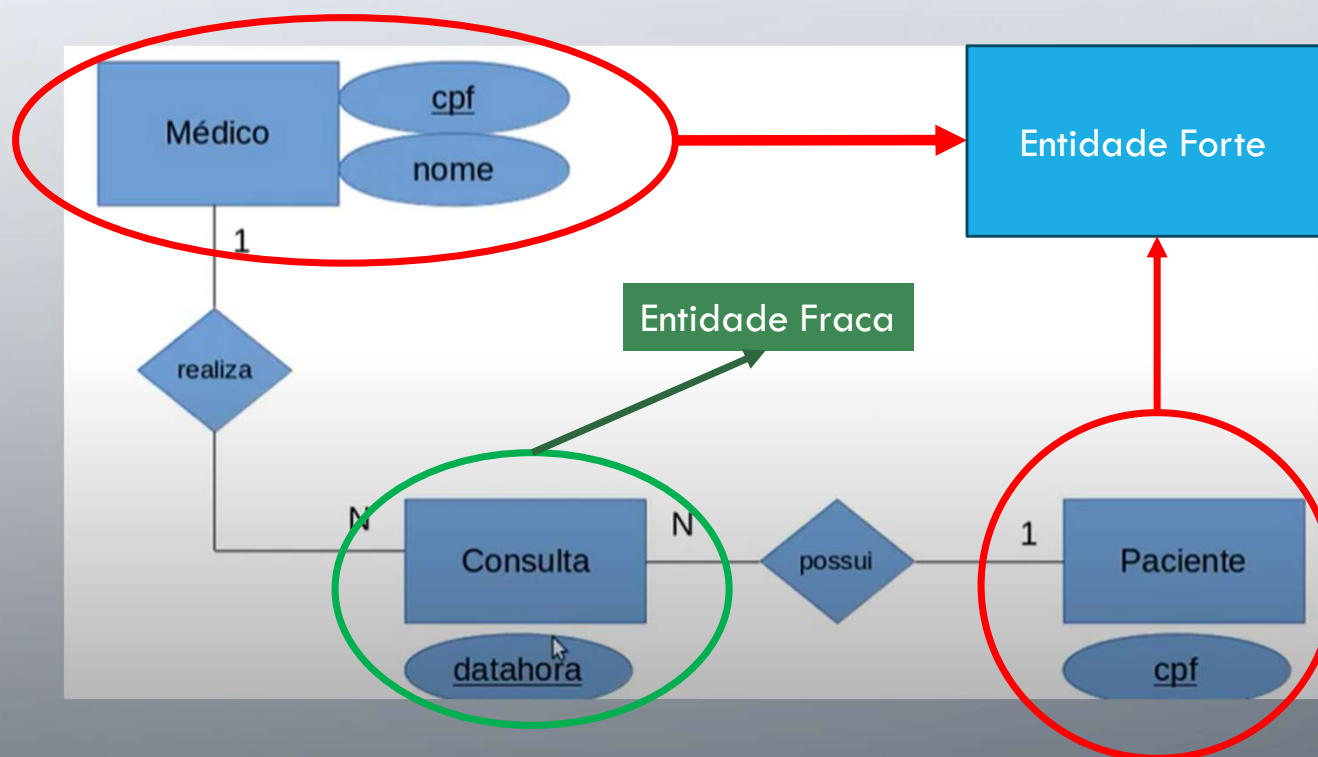 Médico
cpf
nome
Entidade Forte
1
Entidade Fraca
realiza
N
N
1
Consulta
possui
Paciente
datahora
cpf